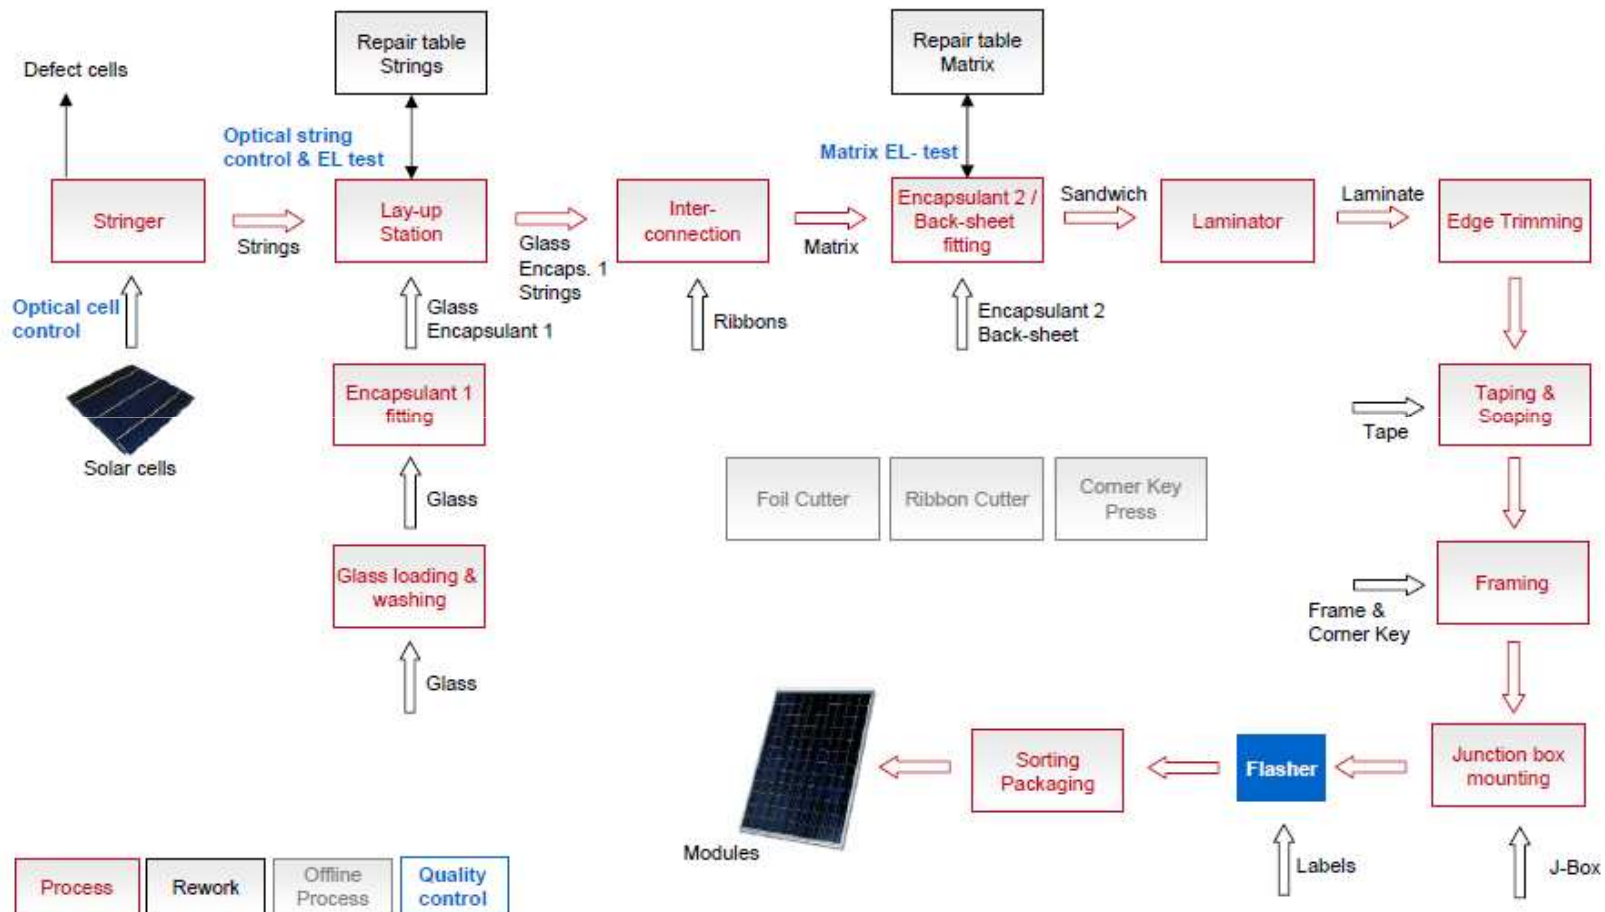 Repair table
Strings
Repair table
Matrix
Defect cells
Optical string
control & EL test
Matrix EL- test
Stringer
Strings
Lay-up
Station
Glass
Encaps. 1
Strings
Inter-
connection
Matrix
Encapsulant 2 /
Back-sheet
fitting
Sandwich
Laminator
Laminate
Edge Trimming
Optical cell
control
Solar cells
Glass
Encapsulant 1
Ribbons
Encapsulant 2
Back-sheet
Encapsulant 1
fitting
Tape
Taping &
Soaping
Glass
Foil Cutter
Ribbon Cutter
Corner Key
Press
Glass loading &
washing
Frame &
Corner Key
Framing
Glass
Modules
Sorting
Packaging
Flasher
Junction box
mounting
Labels
J-Box
Process
Rework
Offline
Process
Quality
control